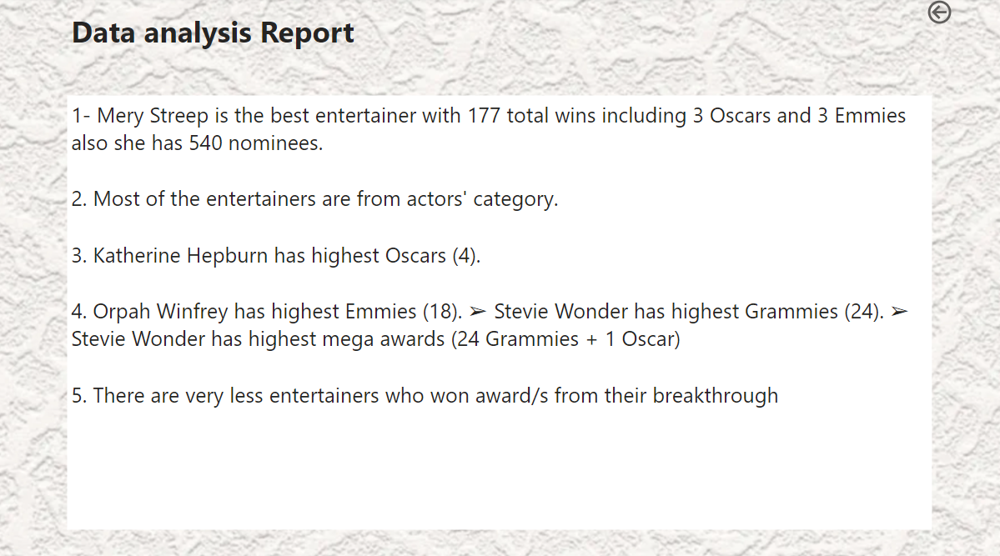 Data analysis Report
1- Mery Streep is the best entertainer with 177 total wins including 3 Oscars and 3 Emmies
also she has 540 nominees.
2. Most of the entertainers are from actors' category.
3. Katherine Hepburn has highest Oscars (4).
4. Orpah Winfrey has highest Emmies (18). ➢ Stevie Wonder has highest Grammies (24). ➢
Stevie Wonder has highest mega awards (24 Grammies + 1 Oscar)
5. There are very less entertainers who won award/s from their breakthrough